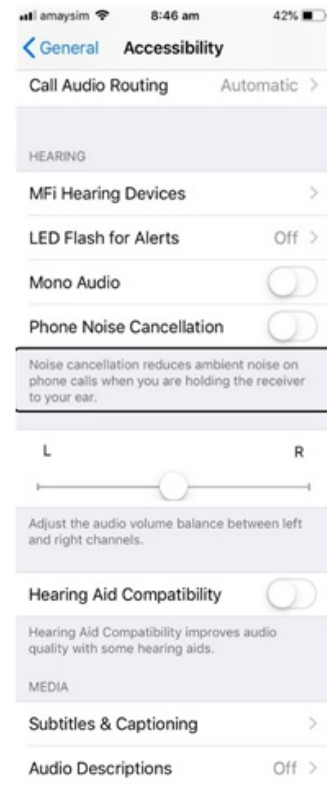 amaysim 8:46 am 42%
General Accessibility
Call Audio Routing Automatic
HEARING
MFi Hearing Devices
LED Flash for Alerts Off
Mono Audio
Phone Noise Cancellation
Noise cancellation reduces ambient noise on
phone calls when you are holding the receiver
to your ear.
L R
Adjust the audio volume balance between left
and right channels.
Hearing Aid Compatibility
Hearing Aid Compatibility improves audio
quality with some hearing aids.
MEDIA
Subtitles & Captioning
Audio Descriptions Off